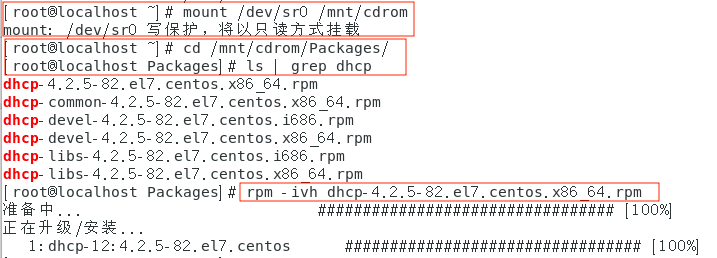 [root@localhost ~]# mount /dev/sr0 /mnt/cdrom
mount: /dev/sr0 写保护，将以只读方式挂载
[root@localhost ~]# cd /mnt/cdrom/Packages/
[root@localhost Packages]# ls | grep dhcp
dhcp-4.2.5-82.el7.centos.x86_64.rpm
dhcp-common-4.2.5-82.el7.centos.x86_64.rpm
dhcp-devel-4.2.5-82.el7.centos.i686.rpm
dhcp-devel-4.2.5-82.el7.centos.x86_64.rpm
dhcp-libs-4.2.5-82.el7.centos.i686.rpm
dhcp-libs-4.2.5-82.el7.centos.x86_64.rpm
[root@localhost Packages]# rpm -ivh dhcp-4.2.5-82.el7.centos.x86_64.rpm
准备中... ################################# [100%]
正在升级/安装...
1:dhcp-12:4.2.5-82.el7.centos ################################# [100%]